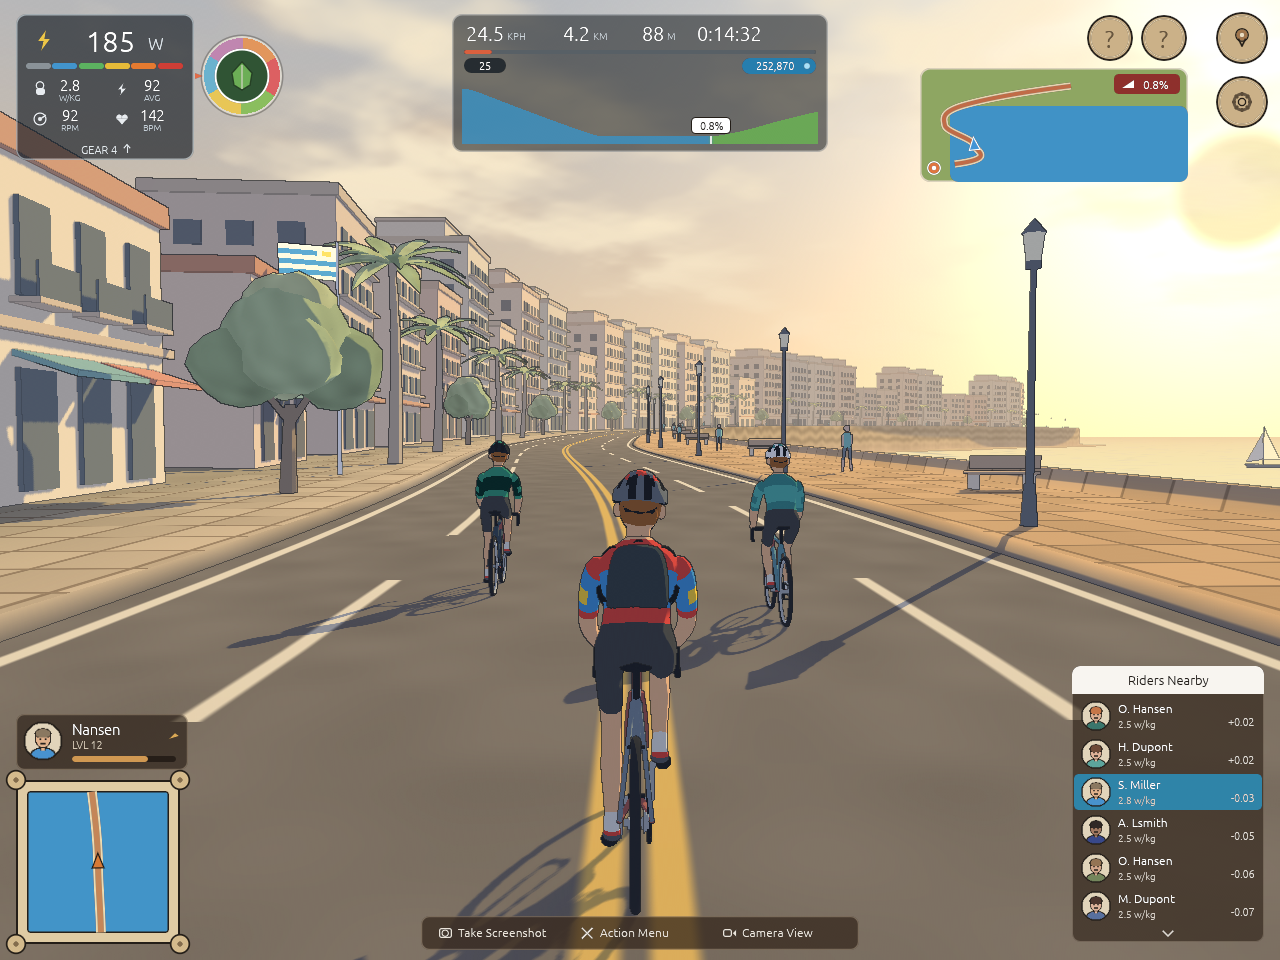 185 W
2.8 W/KG
92 AVG
92 RPM
142 BPM
GEAR 4
24.5 KPH 4.2 KM 88 M 0:14:32
25
252,870
0.8%
? ?
0.8%
Nansen
LVL 12
Riders Nearby
O. Hansen
2.5 w/kg +0.02
H. Dupont
2.5 w/kg +0.02
S. Miller
2.8 w/kg -0.03
A. Lsmith
2.5 w/kg -0.05
O. Hansen
2.5 w/kg -0.06
M. Dupont
2.5 w/kg -0.07
Take Screenshot Action Menu Camera View